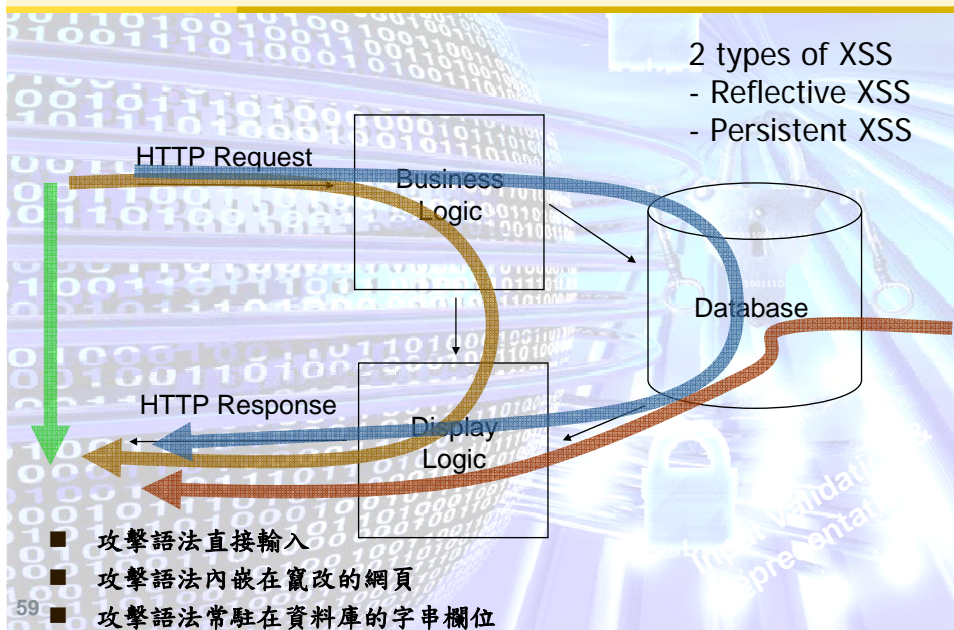 2 types of XSS
- Reflective XSS
- Persistent XSS
HTTP Request
Business
Logic
Database
HTTP Response
Display
Logic
Input Validation &
■ 攻擊語法直接輸入
■ 攻擊語法內嵌在竄改的網頁
■ 攻擊語法常駐在資料庫的字串欄位
59